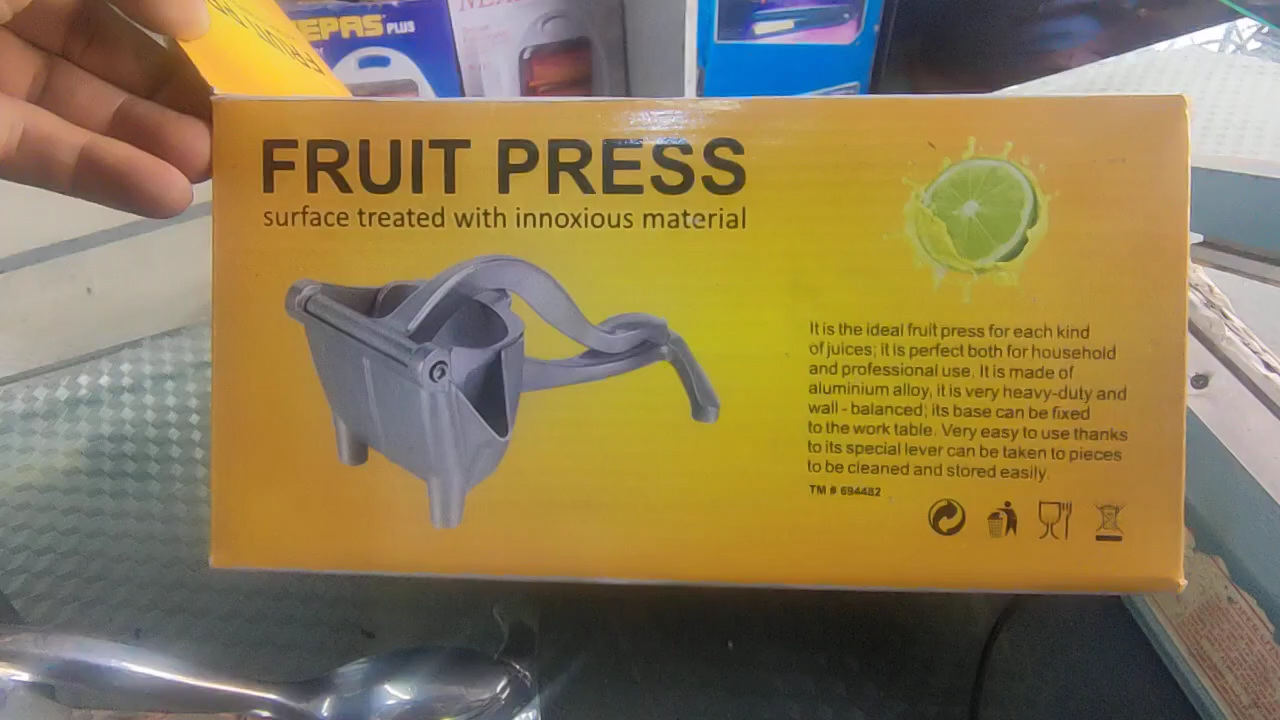 EPAS PLUS
FRUIT PRESS
surface treated with innoxious material
It is the ideal fruit press for each kind
of juices; it is perfect both for household
and professional use. It is made of
aluminium alloy, it is very heavy-duty and
wall - balanced; its base can be fixed
to the work table. Very easy to use thanks
to its special lever can be taken to pieces
to be cleaned and stored easily.
TM # 694482